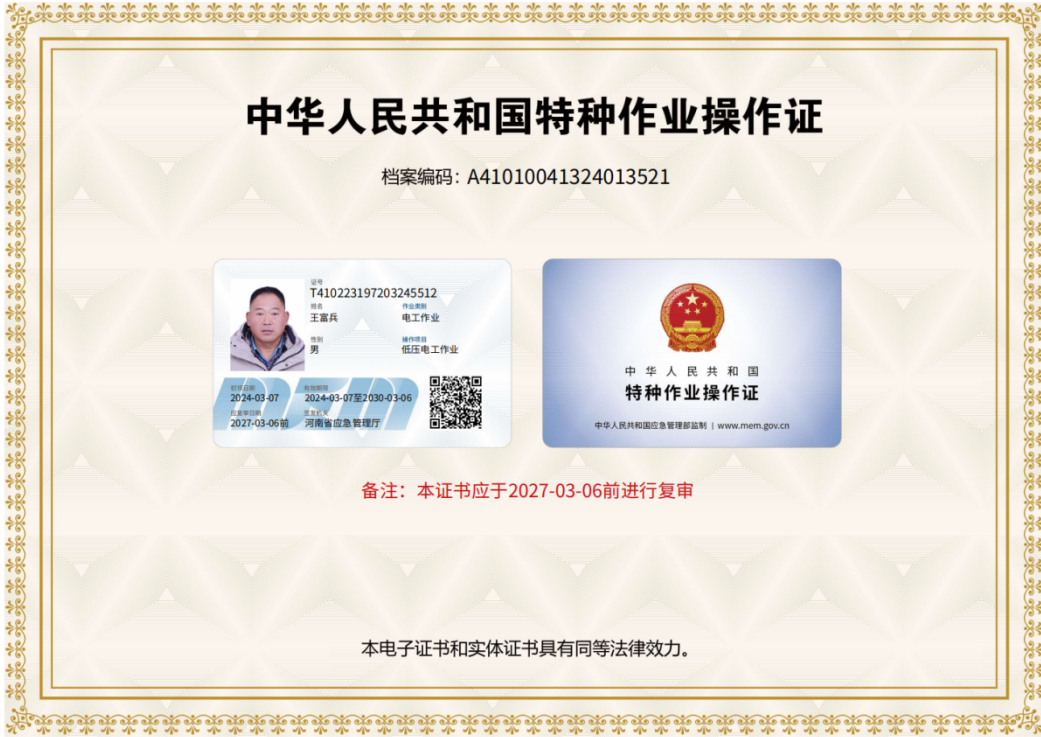 中华人民共和国特种作业操作证
档案编码：A41010041324013521
证号
T410223197203245512
姓名 作业类别
王富兵 电工作业
性别 操作项目
男 低压电工作业
初领日期 有效期限
2024-03-07 2024-03-07至2030-03-06
应复审日期 签发机关
2027-03-06前 河南省应急管理厅
中华人民共和国
特种作业操作证
中华人民共和国应急管理部监制 | www.mem.gov.cn
备注：本证书应于2027-03-06前进行复审
本电子证书和实体证书具有同等法律效力。